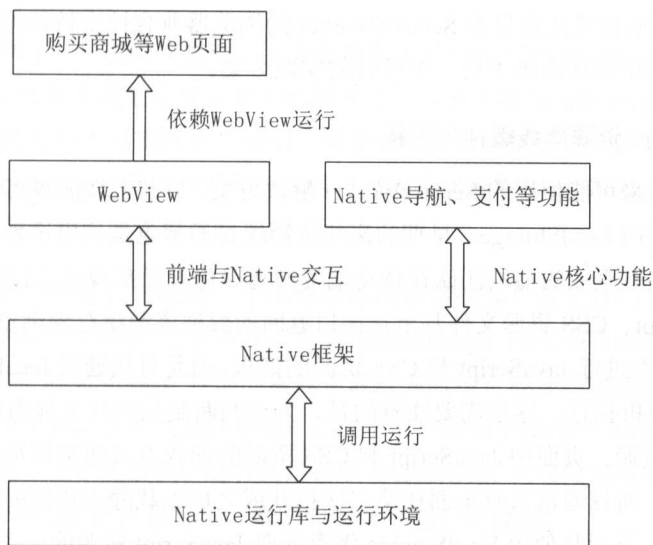 购买商城等Web页面
依赖WebView运行
WebView
Native导航、支付等功能
前端与Native交互
Native核心功能
Native框架
调用运行
Native运行库与运行环境